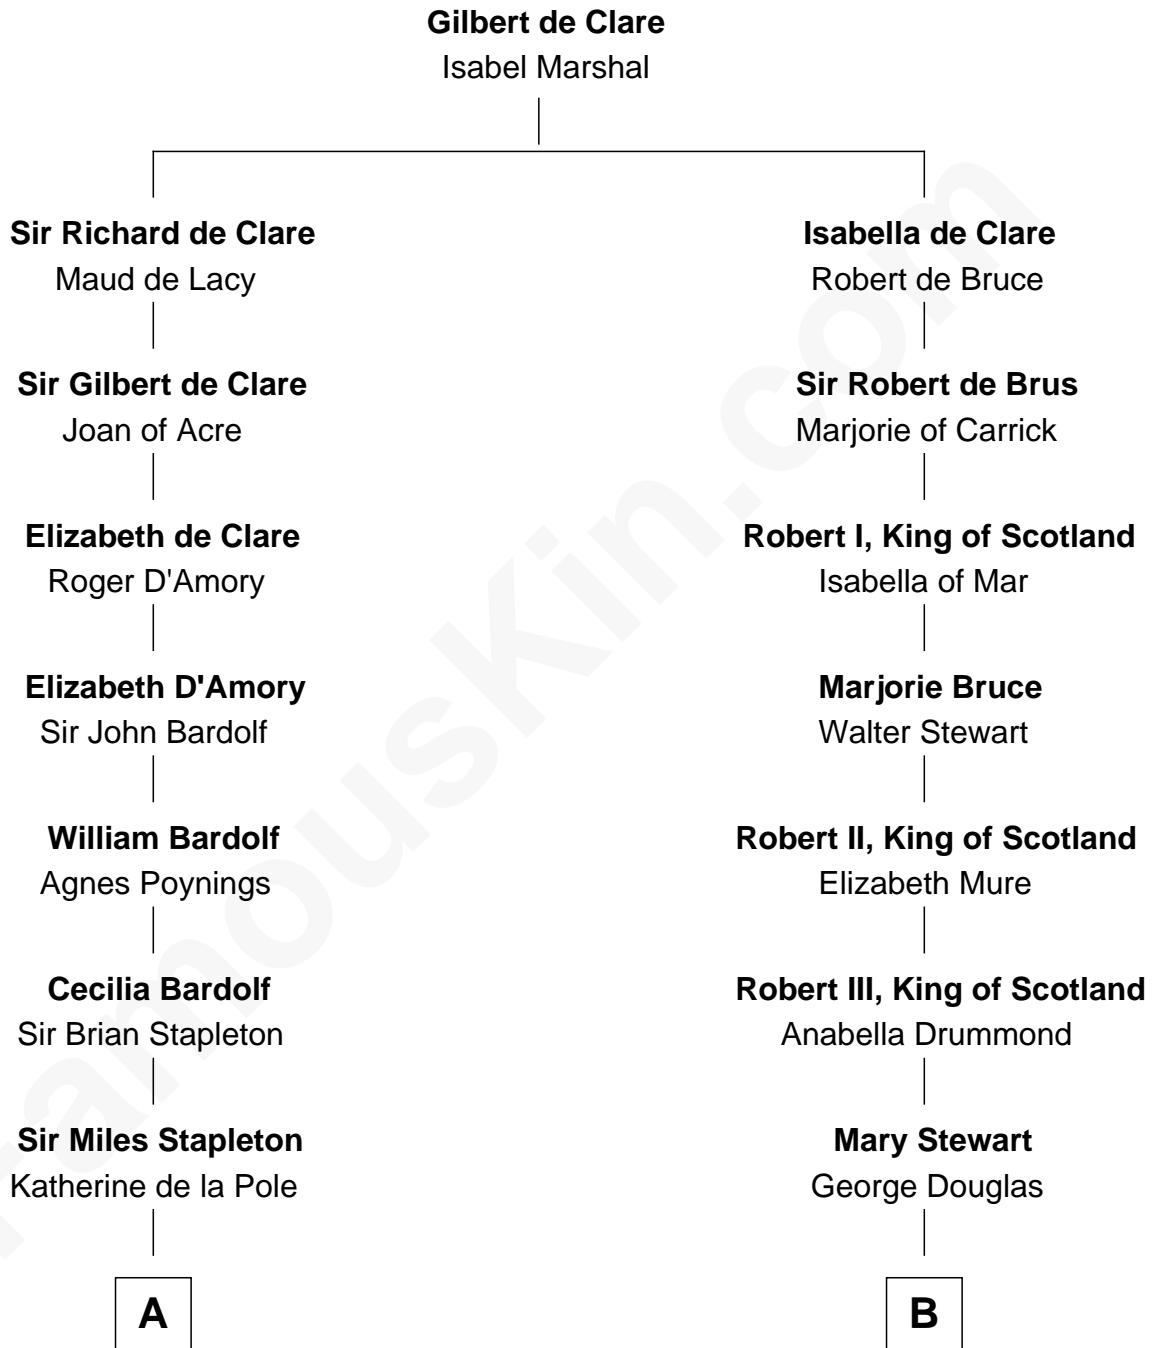 Gilbert de Clare
Isabel Marshal
Sir Richard de Clare
Maud de Lacy
Sir Gilbert de Clare
Joan of Acre
Elizabeth de Clare
Roger D'Amory
Elizabeth D'Amory
Sir John Bardolf
William Bardolf
Agnes Poynings
Cecilia Bardolf
Sir Brian Stapleton
Sir Miles Stapleton
Katherine de la Pole
A
Isabella de Clare
Robert de Bruce
Sir Robert de Brus
Marjorie of Carrick
Robert I, King of Scotland
Isabella of Mar
Marjorie Bruce
Walter Stewart
Robert II, King of Scotland
Elizabeth Mure
Robert III, King of Scotland
Anabella Drummond
Mary Stewart
George Douglas
B
FamousKin.com